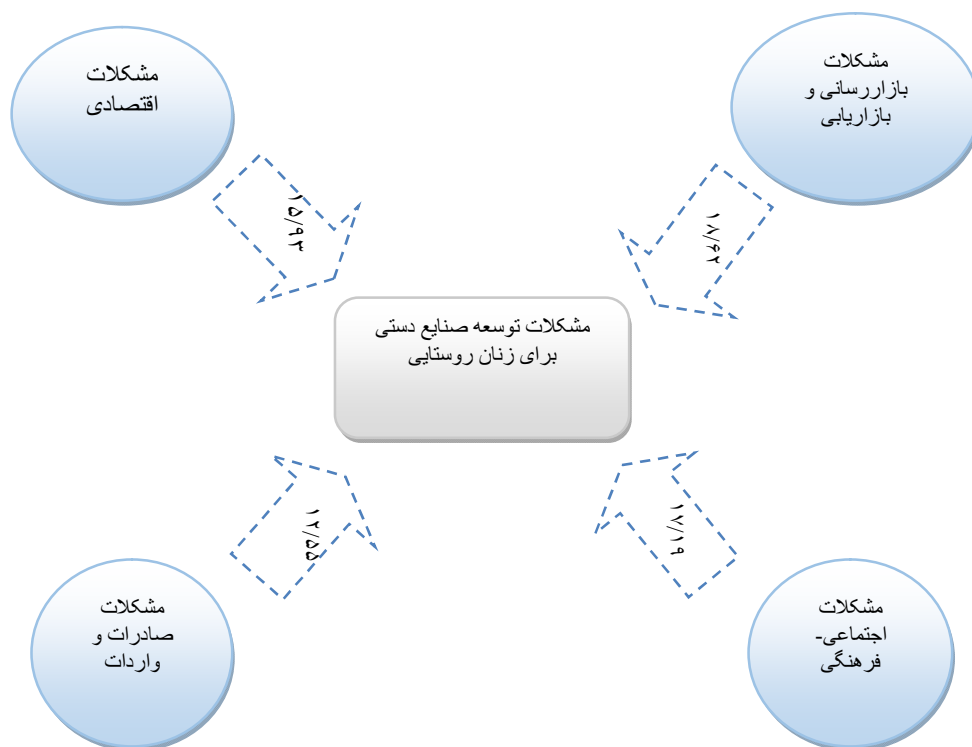 مشکلات
بازاررسانی و
بازاریابی
مشکلات
اقتصادی
۱۸/۶۲
۱۵/۹۳
مشکلات توسعه صنایع دستی
برای زنان روستایی
۱۷/۱۹
۱۲/۵۵
مشکلات
اجتماعی-
فرهنگی
مشکلات
صادرات و
واردات